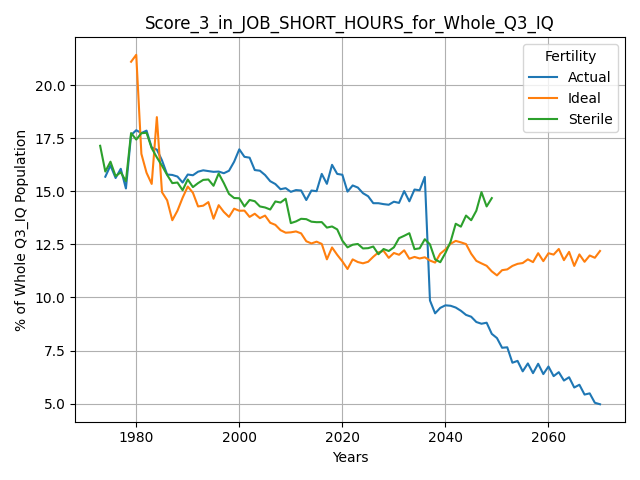 Score_3_in_JOB_SHORT_HOURS_for_Whole_Q3_IQ
Fertility
Actual
Ideal
Sterile
% of Whole Q3_IQ Population
20.0
17.5
15.0
12.5
10.0
7.5
5.0
1980
2000
2020
2040
2060
Years